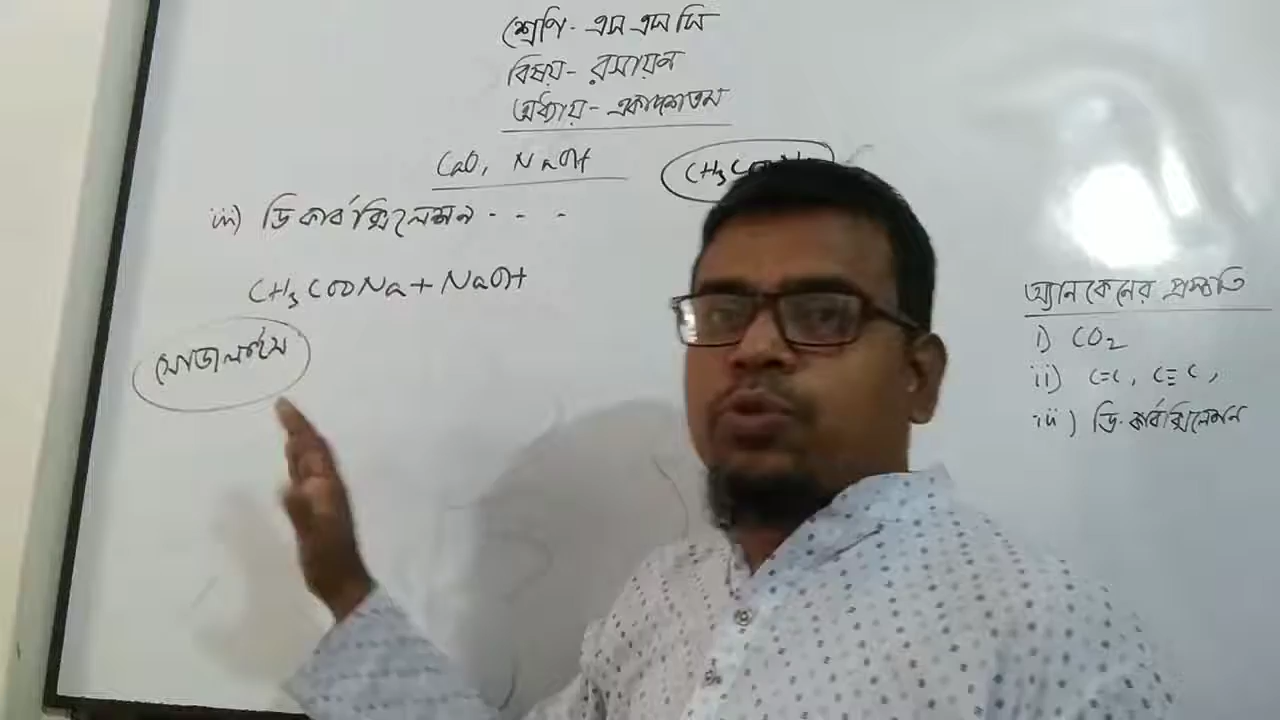 শ্রেণি - এস এস সি
বিষয় - রসায়ন
অধ্যায় - একাদশতম
CaO, NaOH
CH₃COONa
iii) ডি কার্বক্সিলেশন - - -
CH₃COONa + NaOH
সোডালাইম
অ্যালকেনের প্রস্তুতি
i) CO₂
ii) C=C, C≡C,
iii) ডি-কার্বক্সিলেশন